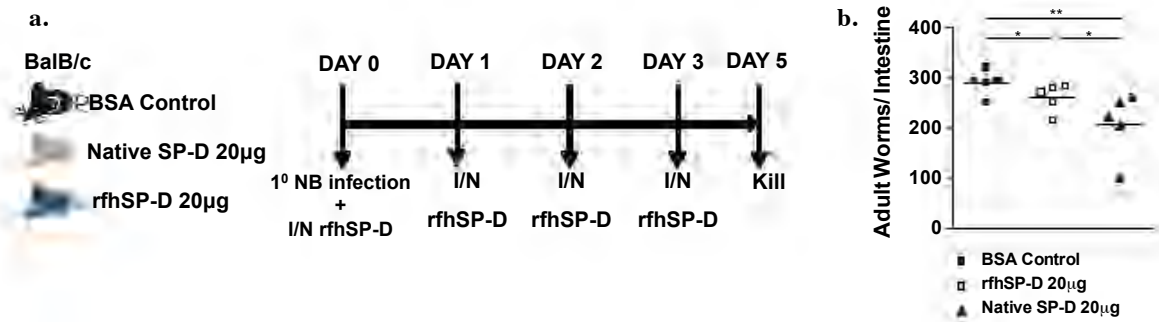 a.
BalB/c
BSA Control
Native SP-D 20µg
rfhSP-D 20µg
DAY 0 DAY 1 DAY 2 DAY 3 DAY 5
1⁰ NB infection
+
I/N rfhSP-D
I/N
rfhSP-D
I/N
rfhSP-D
I/N
rfhSP-D
Kill
b.
Adult Worms/ Intestine
400
300
200
100
0
**
* *
BSA Control
rfhSP-D 20µg
Native SP-D 20µg